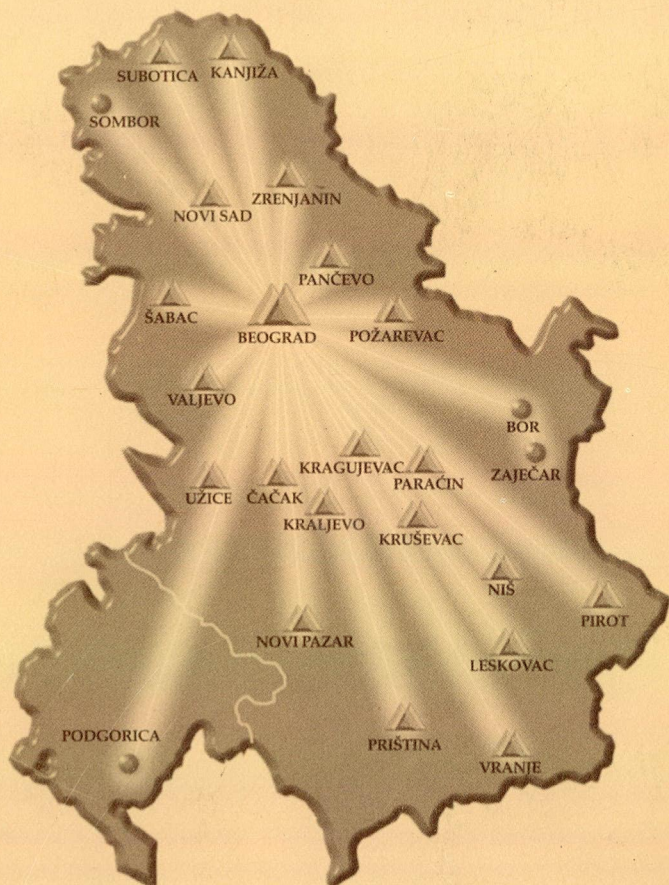 SUBOTICA KANJIŽA
SOMBOR
ZRENJANIN
NOVI SAD
PANČEVO
ŠABAC
BEOGRAD POŽAREVAC
VALJEVO
BOR
KRAGUJEVAC
ZAJEČAR
PARAĆIN
UŽICE ČAČAK
KRALJEVO
KRUŠEVAC
NIŠ
PIROT
NOVI PAZAR
LESKOVAC
PODGORICA
PRIŠTINA
VRANJE